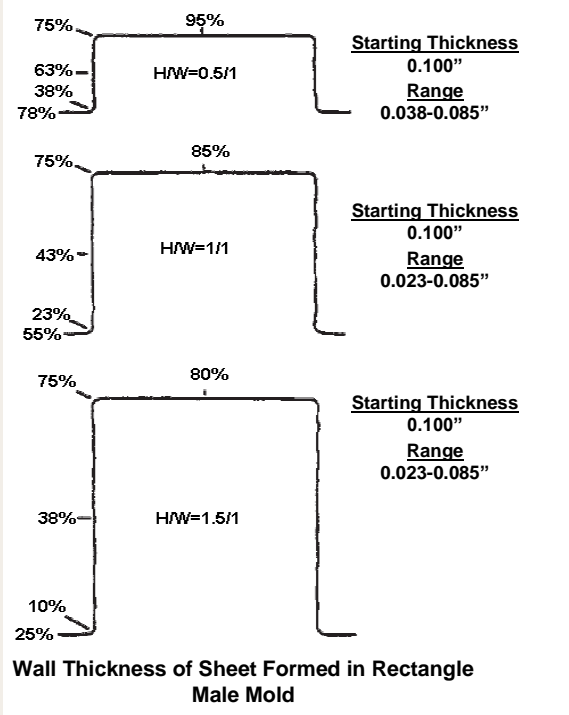 95%
75%
63%
38%
78%
H/W=0.5/1
Starting Thickness
0.100”
Range
0.038-0.085”
85%
75%
43%
23%
55%
H/W=1/1
Starting Thickness
0.100”
Range
0.023-0.085”
80%
75%
38%
10%
25%
H/W=1.5/1
Starting Thickness
0.100”
Range
0.023-0.085”
Wall Thickness of Sheet Formed in Rectangle
Male Mold